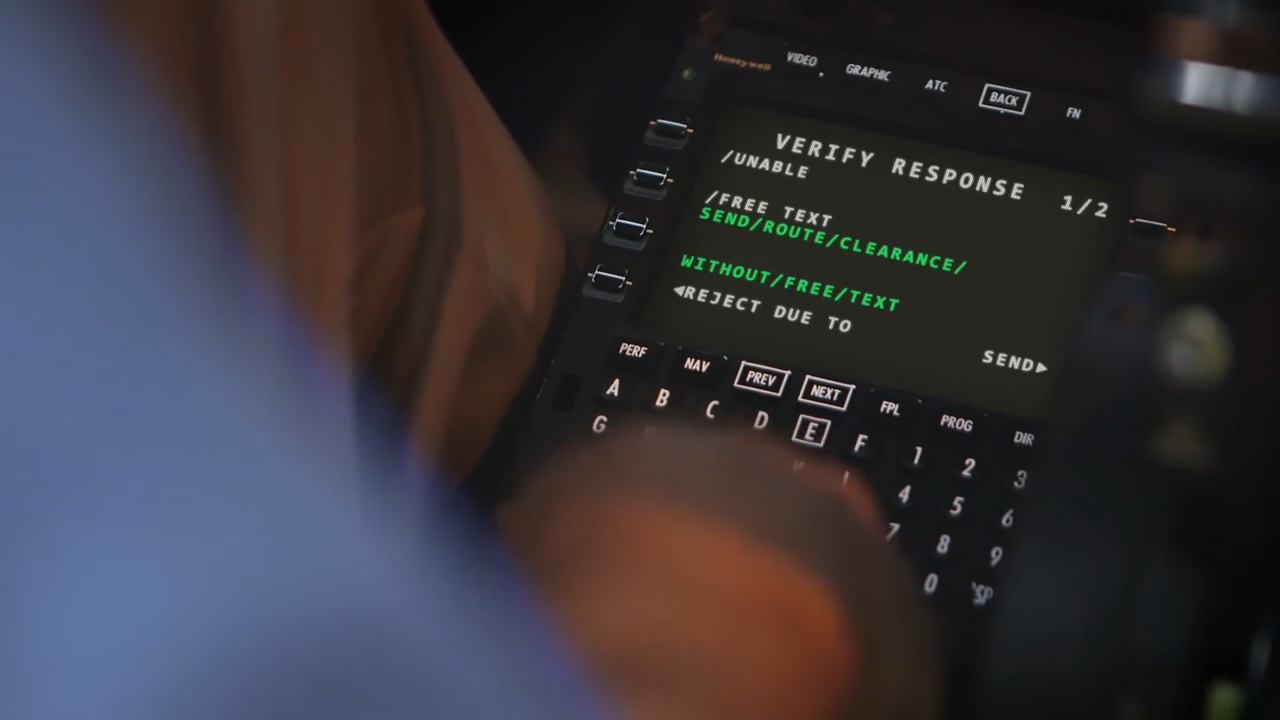 Honeywell
VIDEO GRAPHIC ATC BACK FN
VERIFY RESPONSE 1/2
/UNABLE
/FREE TEXT
SEND/ROUTE/CLEARANCE/
WITHOUT/FREE/TEXT
◀REJECT DUE TO
SEND▶
PERF NAV PREV NEXT FPL PROG DIR
A B C D E F 1 2 3
G 4 5 6
7 8 9
0 SP